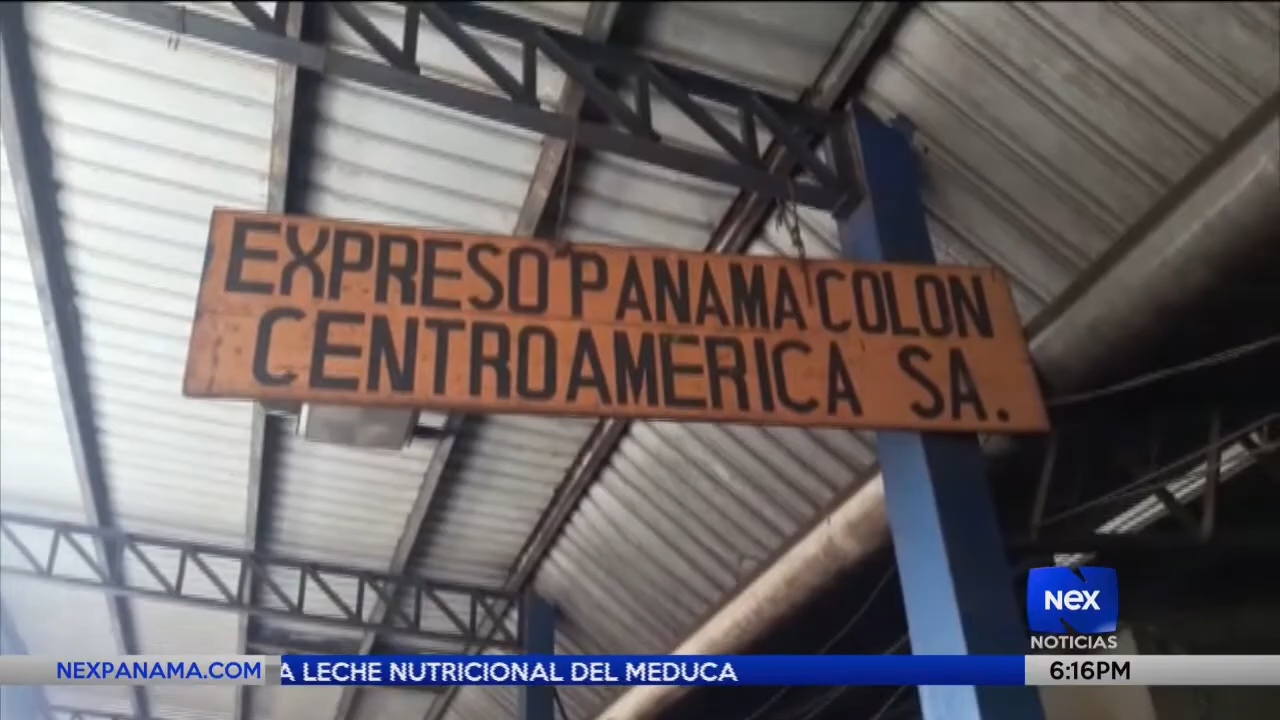 EXPRESO PANAMA COLON
CENTROAMERICA SA.
Nex
NOTICIAS
NEXPANAMA.COM
A LECHE NUTRICIONAL DEL MEDUCA
6:16PM